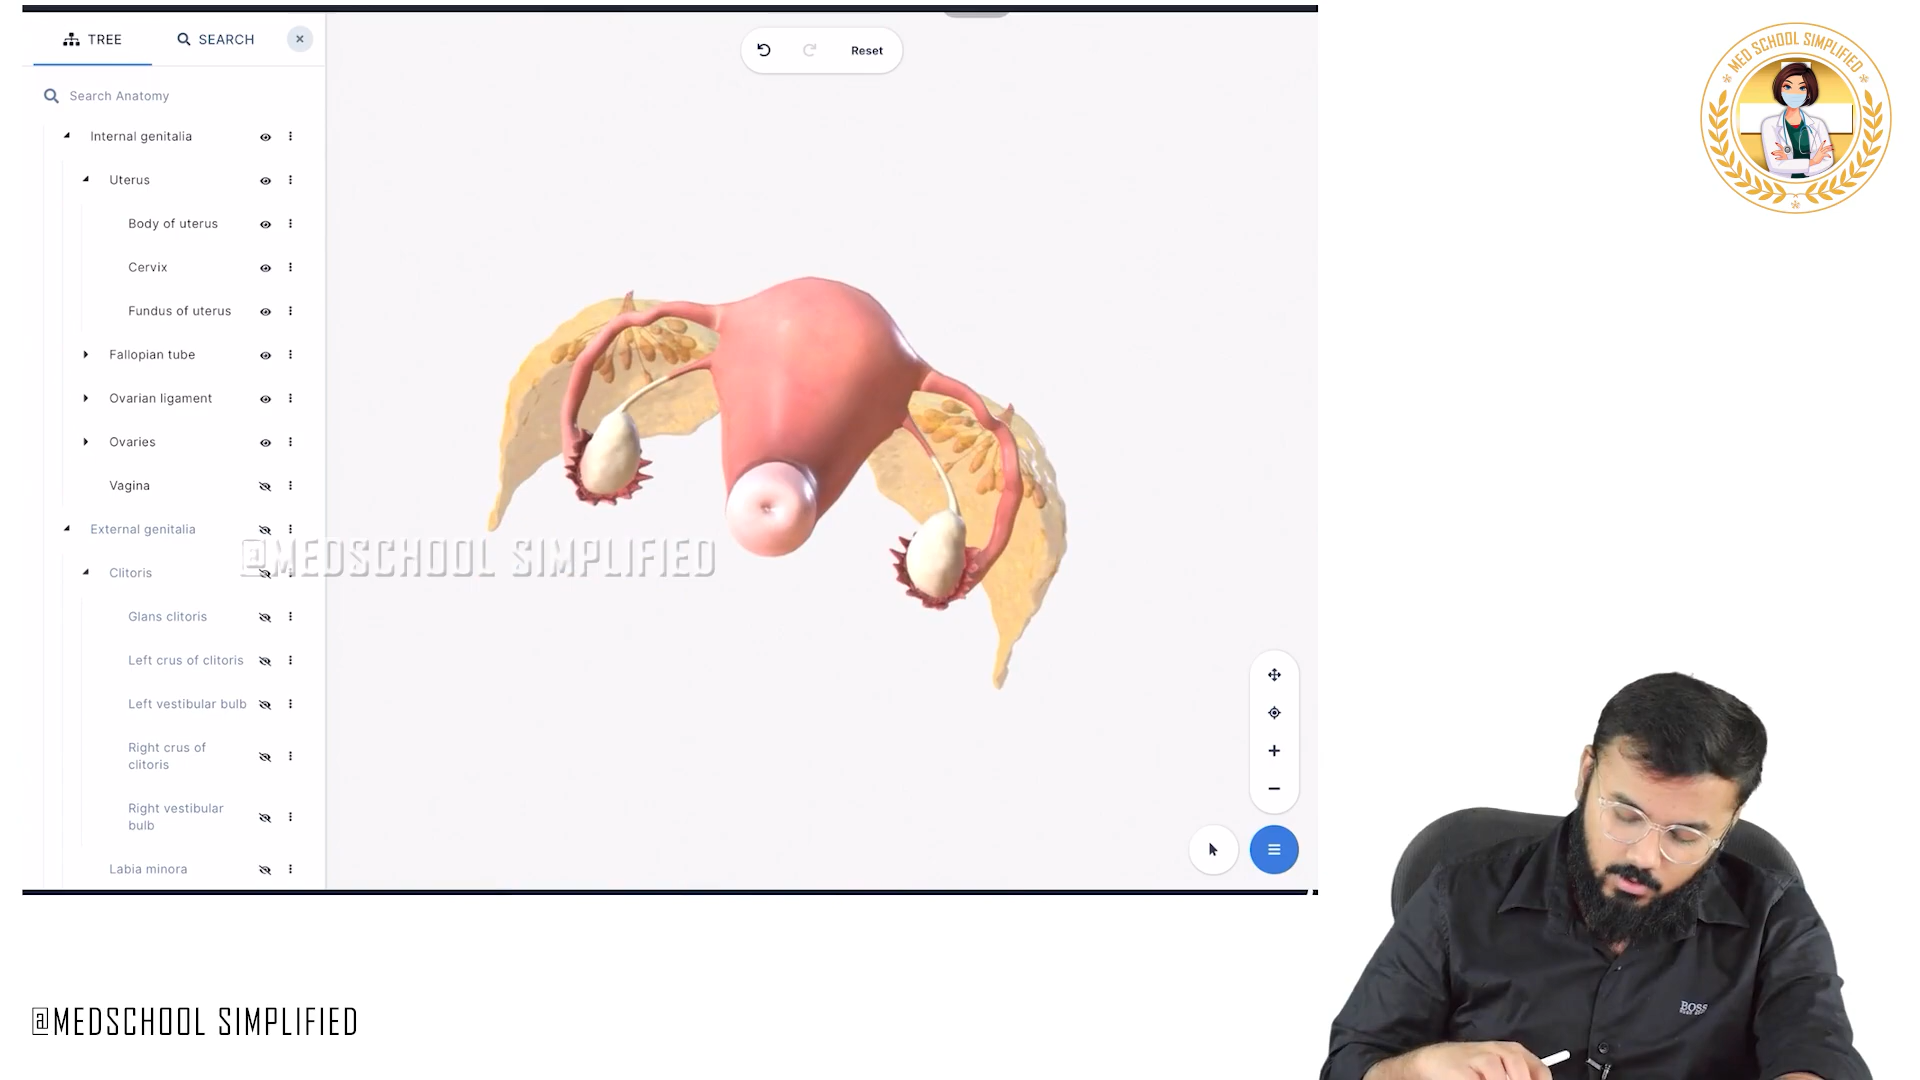 TREE
SEARCH
Reset
Search Anatomy
Internal genitalia
Uterus
Body of uterus
Cervix
Fundus of uterus
Fallopian tube
Ovarian ligament
Ovaries
Vagina
External genitalia
Clitoris
Glans clitoris
Left crus of clitoris
Left vestibular bulb
Right crus of
clitoris
Right vestibular
bulb
Labia minora
@MEDSCHOOL SIMPLIFIED
MED SCHOOL SIMPLIFIED
BOSS
@MEDSCHOOL SIMPLIFIED